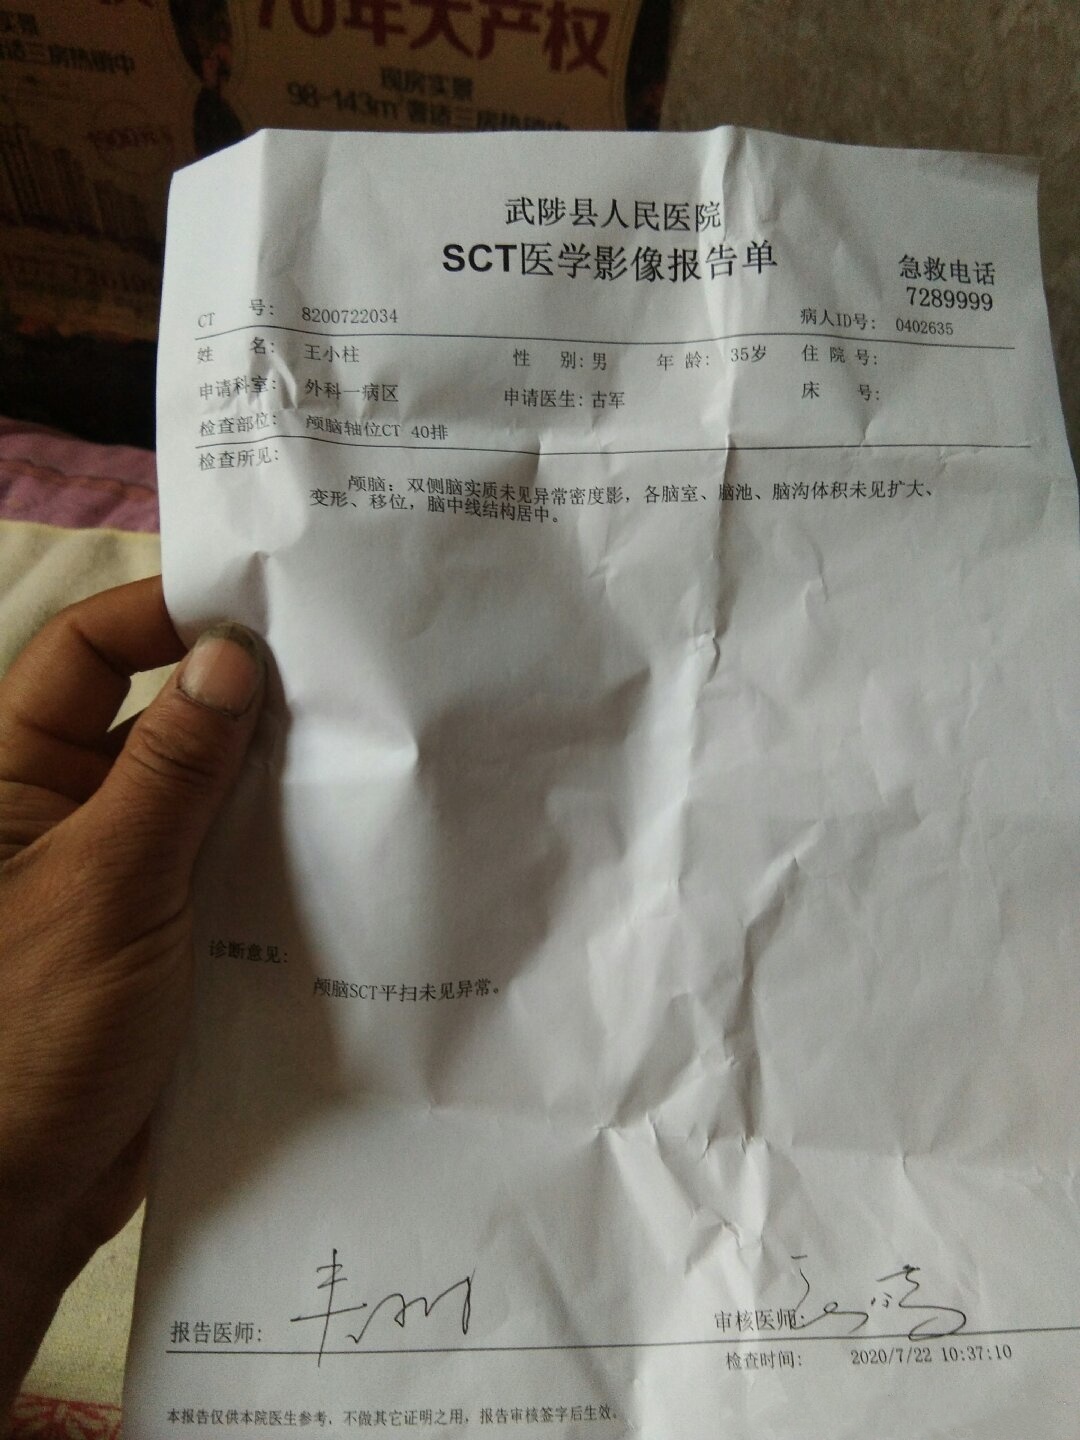 70年大产权
现房实景
98-143㎡奢适三房热销中
武陟县人民医院
SCT医学影像报告单
急救电话
7289999
CT 号: 8200722034 病人ID号: 0402635
姓 名: 王小柱 性 别: 男 年 龄: 35岁 住 院 号:
申请科室: 外科一病区 申请医生: 古军 床 号:
检查部位: 颅脑轴位CT 40排
检查所见:
颅脑: 双侧脑实质未见异常密度影, 各脑室、脑池、脑沟体积未见扩大、
变形、移位, 脑中线结构居中。
诊断意见:
颅脑SCT平扫未见异常。
报告医师: 审核医师:
检查时间: 2020/7/22 10:37:10
本报告仅供本院医生参考, 不做其它证明之用, 报告审核签字后生效。